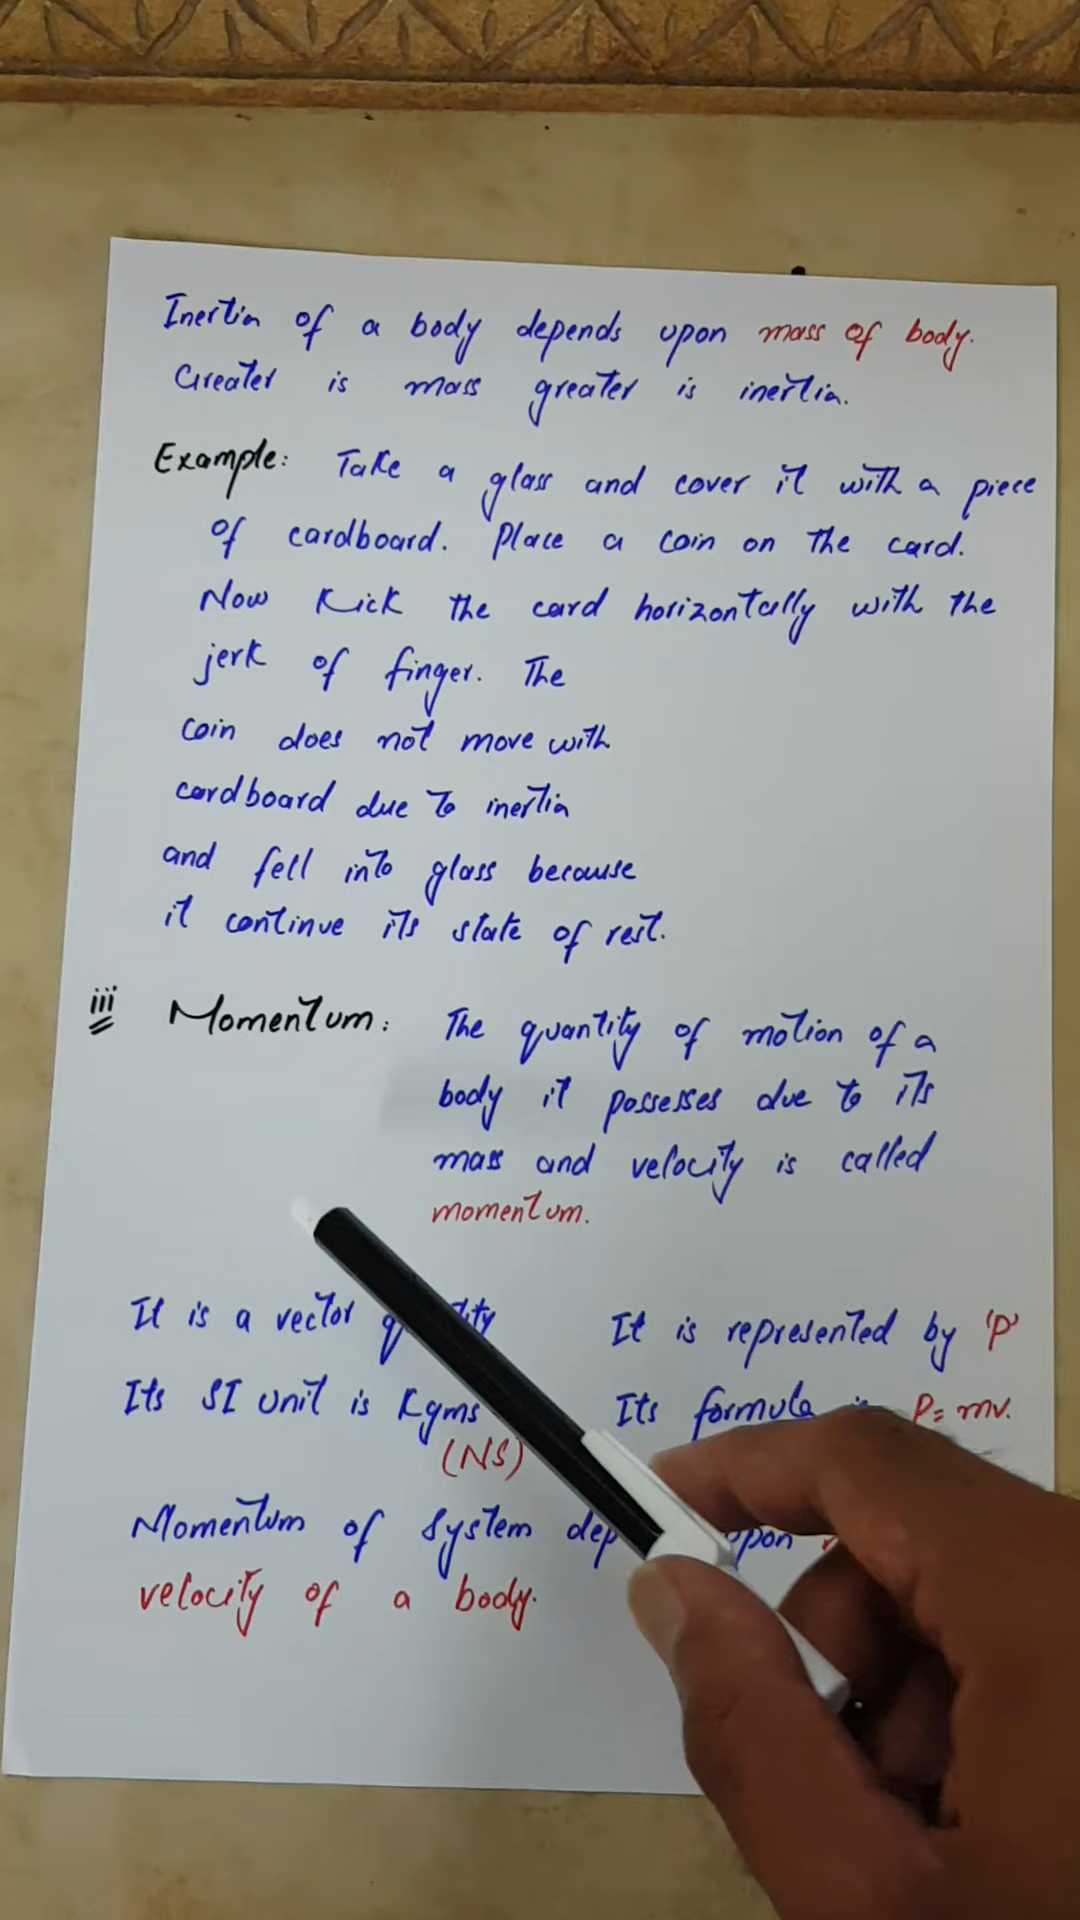 Inertia of a body depends upon mass of body.
Greater is mass greater is inertia.
Example: Take a glass and cover it with a piece
of cardboard. Place a coin on the card.
Now Kick the card horizontally with the
jerk of finger. The
coin does not move with
cardboard due to inertia
and fell into glass because
it continue its state of rest.
iii Momentum: The quantity of motion of a
body it possesses due to its
mass and velocity is called
momentum.
It is a vector
It is represented by 'P'
Its SI unit is Kgms
(NS)
Its formula P = mv.
Momentum of system
velocity of a body.